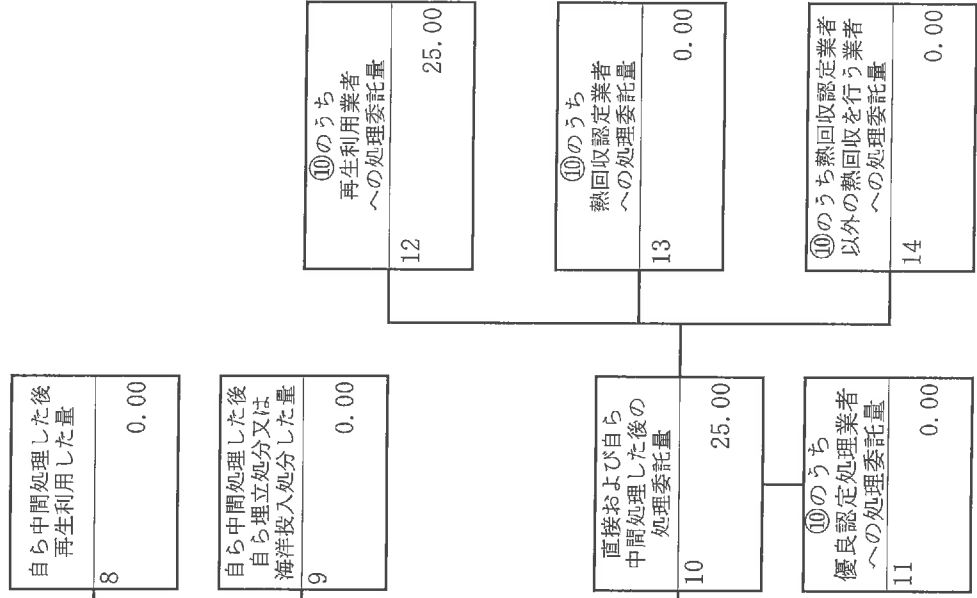 自ら中間処理した後
再生利用した量
8
0.00
自ら中間処理した後
自ら埋立処分又は
海洋投入処分した量
9
0.00
直接および自ら
中間処理した後の
処理委託量
10
25.00
⑩のうち
優良認定処理業者
への処理委託量
11
0.00
⑩のうち
再生利用業者
への処理委託量
12
25.00
⑩のうち
熱回収認定業者
への処理委託量
13
0.00
⑩のうち熱回収認定業者
以外の熱回収を行う業者
への処理委託量
14
0.00